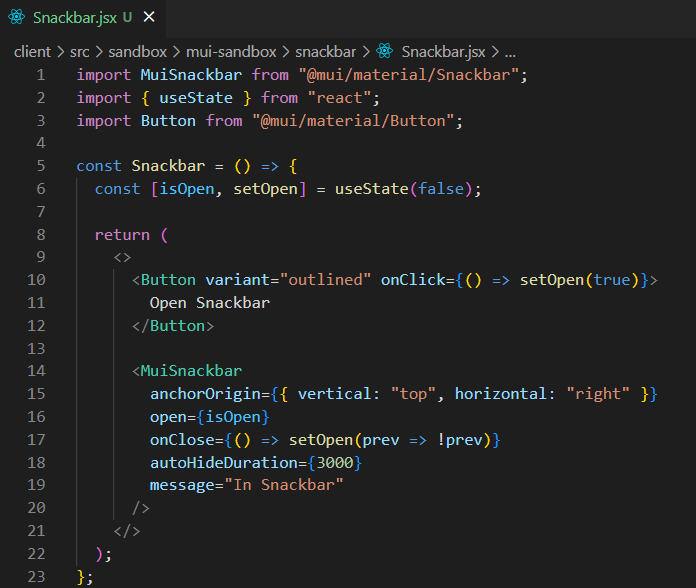 Snackbar.jsx U ×
client > src > sandbox > mui-sandbox > snackbar > Snackbar.jsx > ...
1 import MuiSnackbar from "@mui/material/Snackbar";
2 import { useState } from "react";
3 import Button from "@mui/material/Button";
4
5 const Snackbar = () => {
6   const [isOpen, setOpen] = useState(false);
7
8   return (
9     <>
10       <Button variant="outlined" onClick={() => setOpen(true)}>
11         Open Snackbar
12       </Button>
13
14       <MuiSnackbar
15         anchorOrigin={{ vertical: "top", horizontal: "right" }}
16         open={isOpen}
17         onClose={() => setOpen(prev => !prev)}
18         autoHideDuration={3000}
19         message="In Snackbar"
20       />
21     </>
22   );
23 };